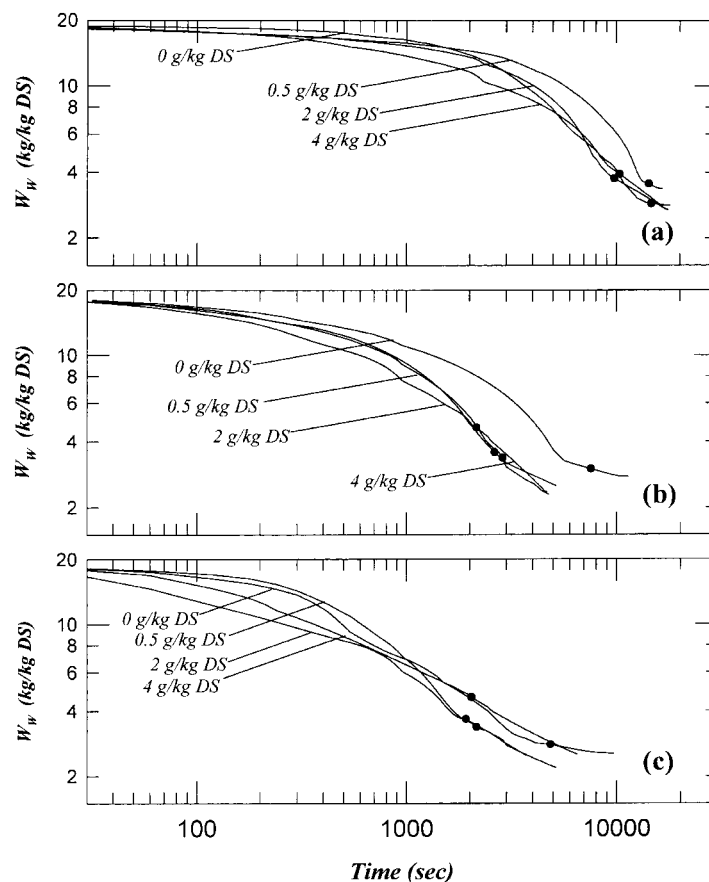 20
0 g/kg DS
10
8
0.5 g/kg DS
6
2 g/kg DS
4 g/kg DS
4
2
(a)
W_w (kg/kg DS)
20
10
0 g/kg DS
8
0.5 g/kg DS
6
2 g/kg DS
4
4 g/kg DS
2
(b)
W_w (kg/kg DS)
20
0 g/kg DS
10
0.5 g/kg DS
8
2 g/kg DS
6
4 g/kg DS
4
2
(c)
W_w (kg/kg DS)
100 1000 10000
Time (sec)